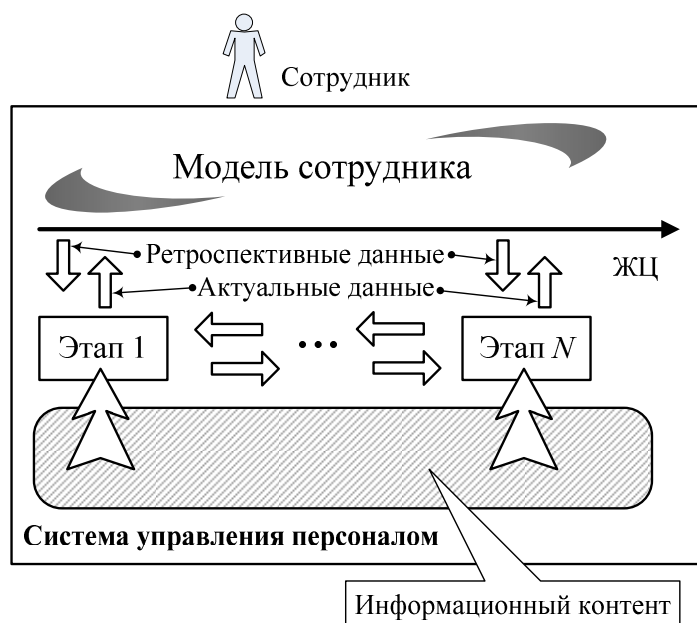 Сотрудник
Модель сотрудника
Ретроспективные данные
ЖЦ
Актуальные данные
Этап 1
...
Этап N
Система управления персоналом
Информационный контент